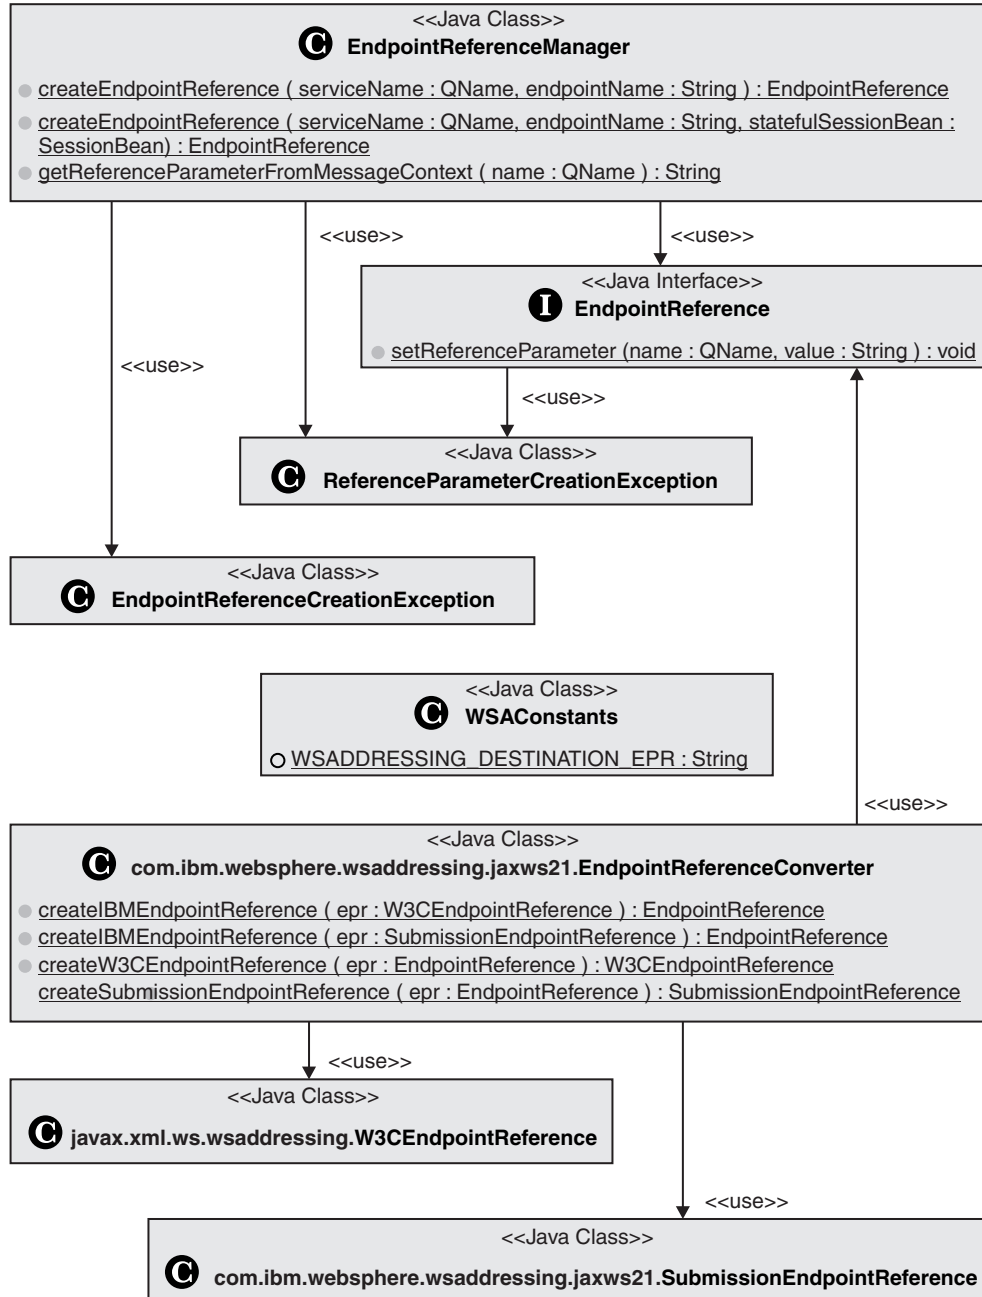 <<Java Class>>
C EndpointReferenceManager
createEndpointReference ( serviceName : QName, endpointName : String ) : EndpointReference
createEndpointReference ( serviceName : QName, endpointName : String, statefulSessionBean :
SessionBean) : EndpointReference
getReferenceParameterFromMessageContext ( name : QName ) : String
<<use>>
<<use>>
<<Java Interface>>
I EndpointReference
setReferenceParameter (name : QName, value : String ) : void
<<use>>
<<use>>
<<Java Class>>
C ReferenceParameterCreationException
<<Java Class>>
C EndpointReferenceCreationException
<<Java Class>>
C WSAConstants
WSADDRESSING_DESTINATION_EPR : String
<<use>>
<<Java Class>>
C com.ibm.websphere.wsaddressing.jaxws21.EndpointReferenceConverter
createIBMEndpointReference ( epr : W3CEndpointReference ) : EndpointReference
createIBMEndpointReference ( epr : SubmissionEndpointReference ) : EndpointReference
createW3CEndpointReference ( epr : EndpointReference ) : W3CEndpointReference
createSubmissionEndpointReference ( epr : EndpointReference ) : SubmissionEndpointReference
<<use>>
<<Java Class>>
C javax.xml.ws.wsaddressing.W3CEndpointReference
<<use>>
<<Java Class>>
C com.ibm.websphere.wsaddressing.jaxws21.SubmissionEndpointReference